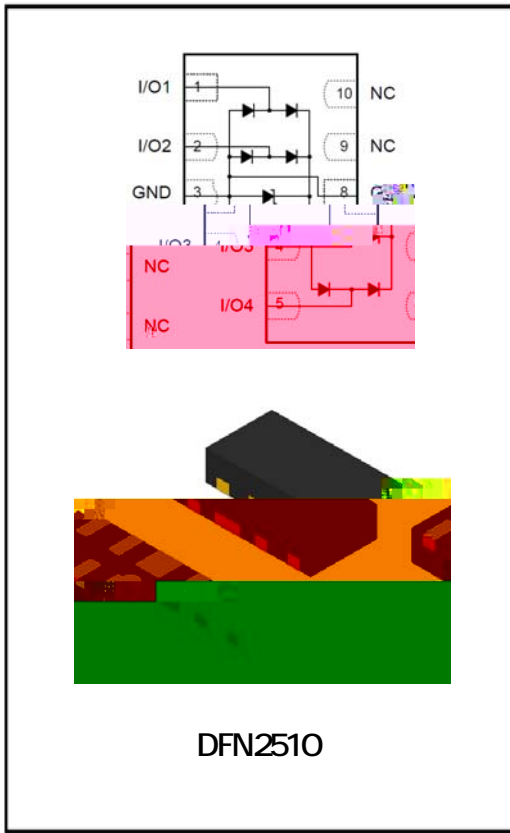 I/O1 1 10 NC
I/O2 2 9 NC
GND 3 8
NC
I/O4 5
NC
DFN2510